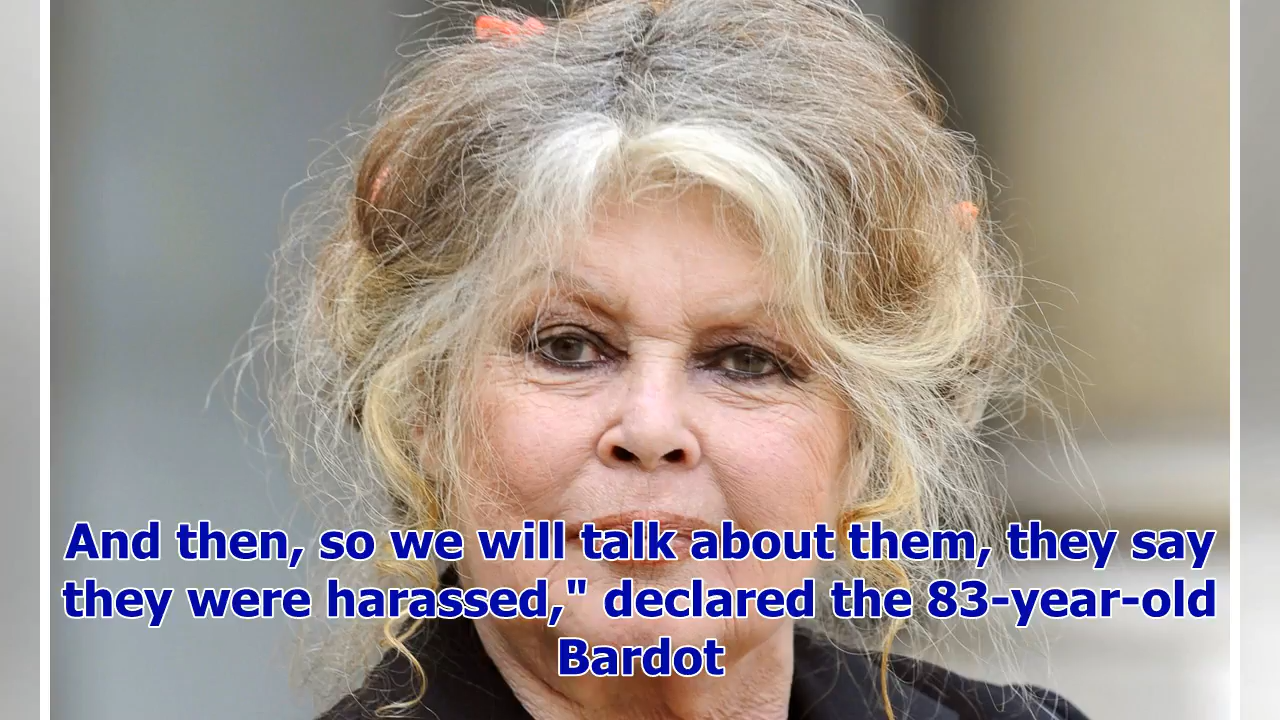 And then, so we will talk about them, they say
they were harassed," declared the 83-year-old
Bardot